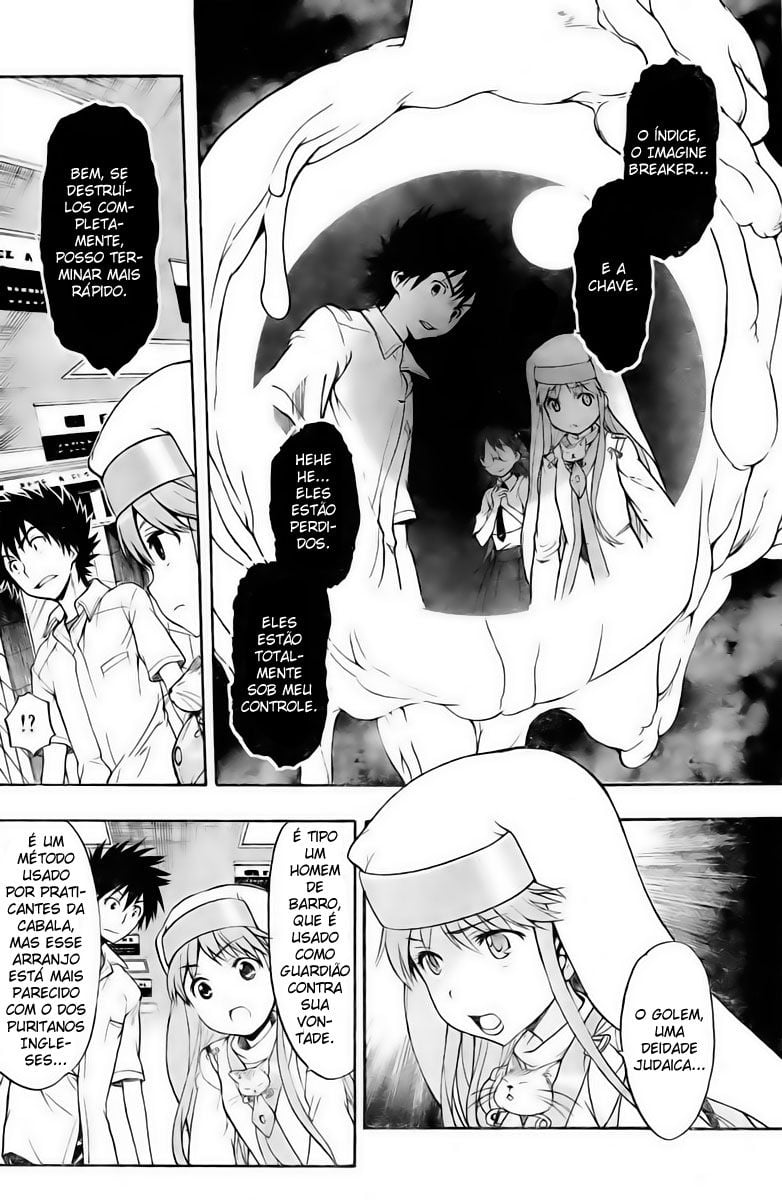 O ÍNDICE,
O IMAGINE
BREAKER...
E A
CHAVE.
HEHE
HE...
ELES
ESTÃO
PERDI-
DOS.
ELES
ESTÃO
TOTAL-
MENTE
SOB MEU
CONTROLE.
BEM, SE
DESTRUÍ-
LOS COM-
PLETA-
MENTE,
POSSO TER-
MINAR MAIS
RÁPIDO.
!?
O GOLEM,
UMA
DEIDADE
JUDAICA...
É TIPO
UM
HOMEM
DE
BARRO,
QUE É
USADO
COMO
GUARDIÃO
CONTRA
SUA
VON-
TADE.
É UM
MÉTODO
USADO
POR PRATI-
CANTES DA
CABALA,
MAS ESSE
ARRANJO
ESTÁ MAIS
PARECIDO
COM O DOS
PURITANOS
INGLE-
SES...